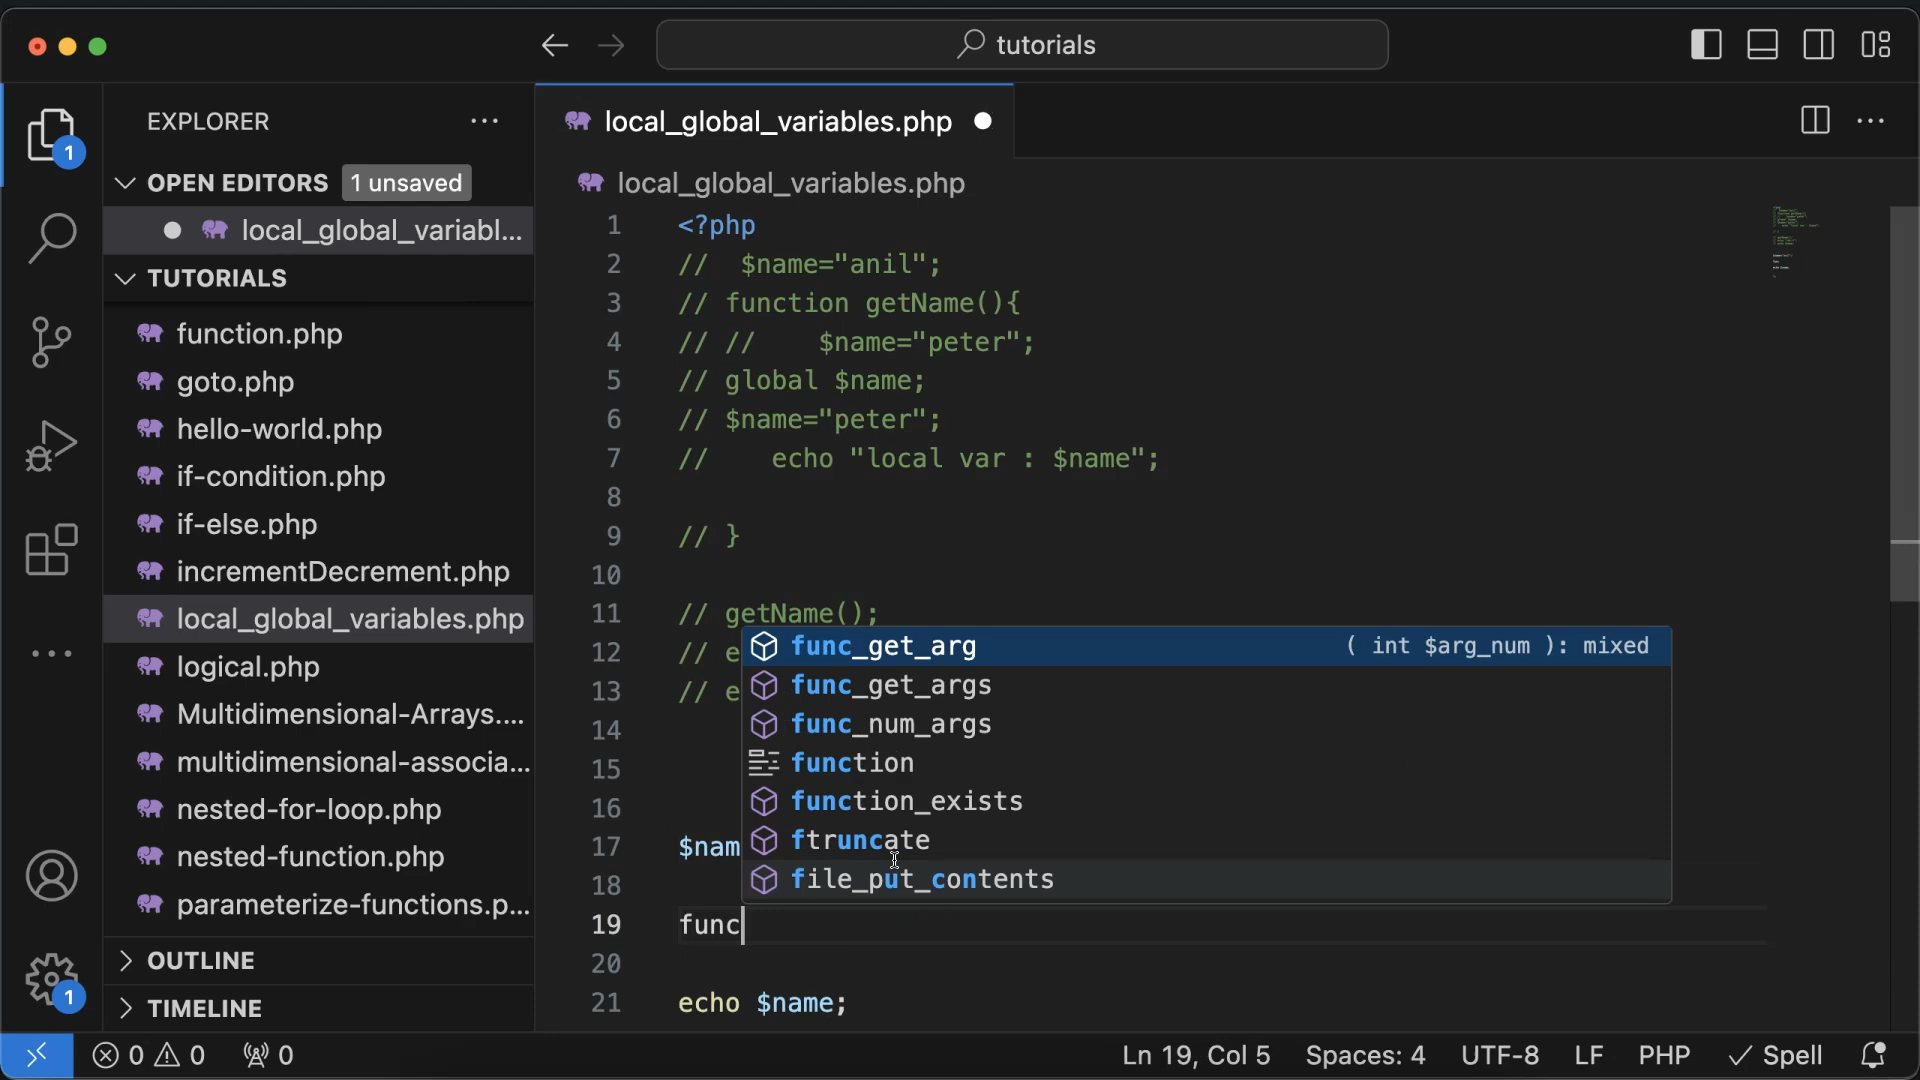 tutorials
EXPLORER
1
OPEN EDITORS 1 unsaved
local_global_variabl...
TUTORIALS
function.php
goto.php
hello-world.php
if-condition.php
if-else.php
incrementDecrement.php
local_global_variables.php
logical.php
Multidimensional-Arrays....
multidimensional-associa...
nested-for-loop.php
nested-function.php
parameterize-functions.p...
OUTLINE
TIMELINE
1
local_global_variables.php
local_global_variables.php
1 <?php
2 //  $name="anil";
3 // function getName(){
4 // //    $name="peter";
5 // global $name;
6 // $name="peter";
7 //    echo "local var : $name";
8
9 // }
10
11 // getName();
12 // e
13 // e
14
15
16
17 $nam
18
19 func
20
21 echo $name;
func_get_arg ( int $arg_num ): mixed
func_get_args
func_num_args
function
function_exists
ftruncate
file_put_contents
0 0 0 Ln 19, Col 5 Spaces: 4 UTF-8 LF PHP Spell